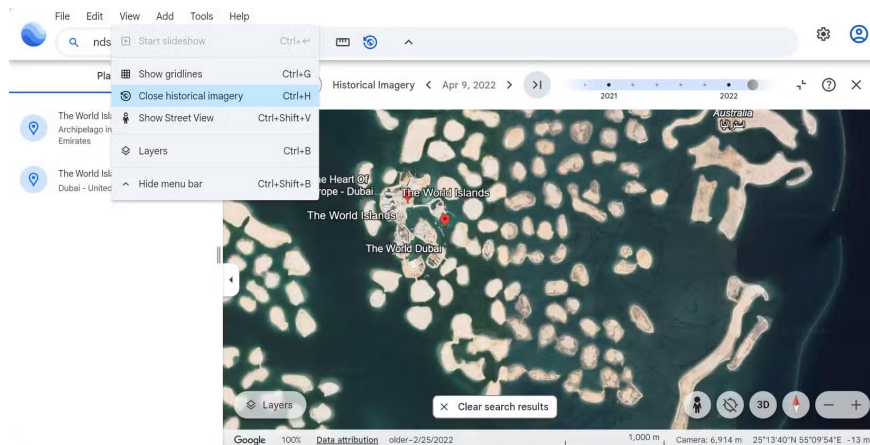 File Edit View Add Tools Help
nds
Start slideshow Ctrl+↵
Show gridlines Ctrl+G
Close historical imagery Ctrl+H
Show Street View Ctrl+Shift+V
Layers Ctrl+B
Hide menu bar Ctrl+Shift+B
Pla
The World Isla
Archipelago in
Emirates
The World Isla
Dubai - United
Historical Imagery Apr 9, 2022
2021 2022
Australia
أستراليا
he Heart Of
rope - Dubai
The World Islands
The World Islands
The World Dubai
Layers
Clear search results
3D
Google 100% Data attribution older–2/25/2022 1,000 m Camera: 6,914 m 25°13'40"N 55°09'54"E -13 m